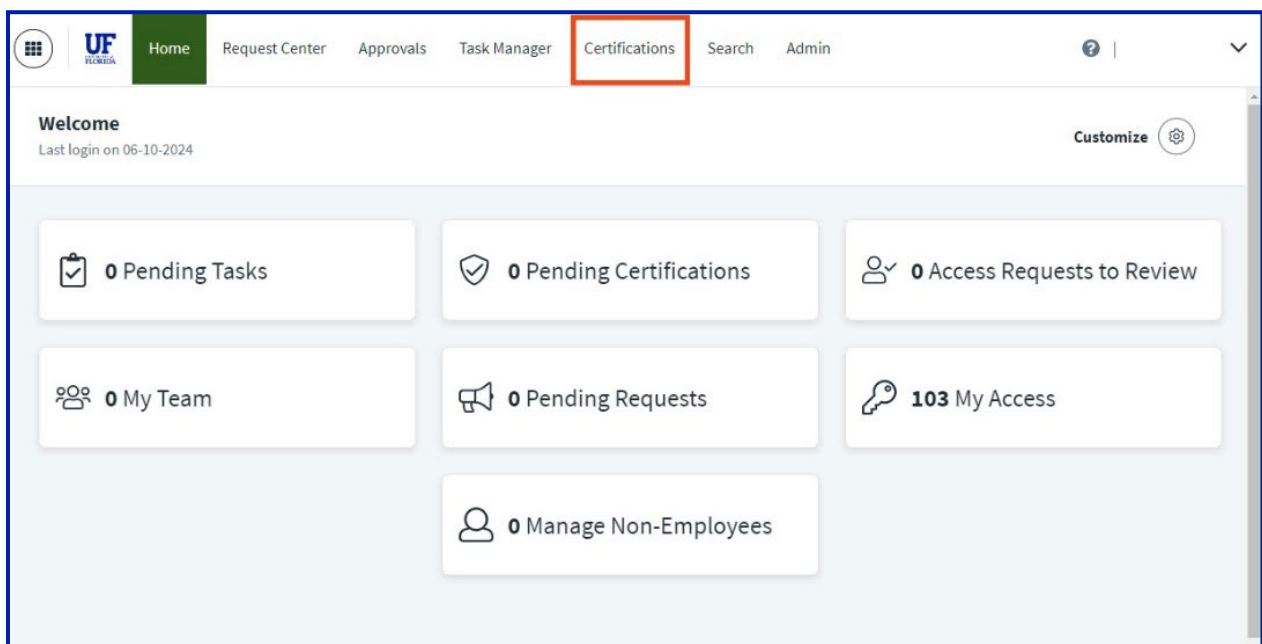 UF
FLORIDA
Home Request Center Approvals Task Manager Certifications Search Admin
Welcome
Last login on 06-10-2024
Customize
0 Pending Tasks
0 Pending Certifications
0 Access Requests to Review
0 My Team
0 Pending Requests
103 My Access
0 Manage Non-Employees